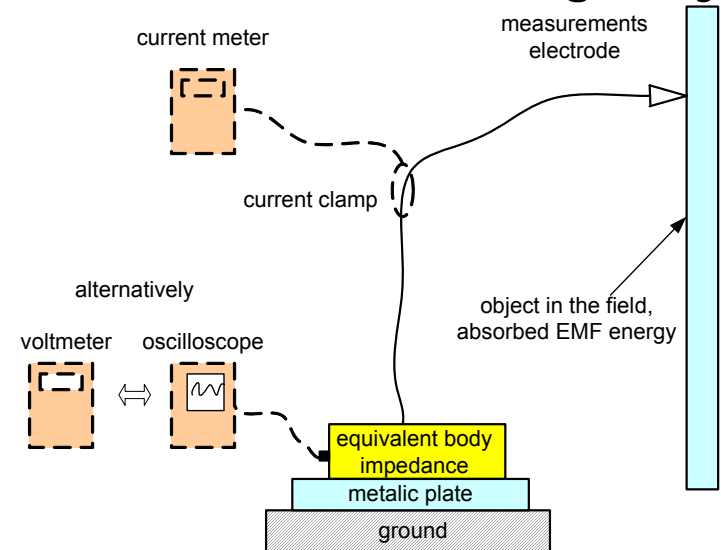 current meter
measurements
electrode
current clamp
object in the field,
absorbed EMF energy
alternatively
voltmeter
oscilloscope
equivalent body
impedance
metalic plate
ground